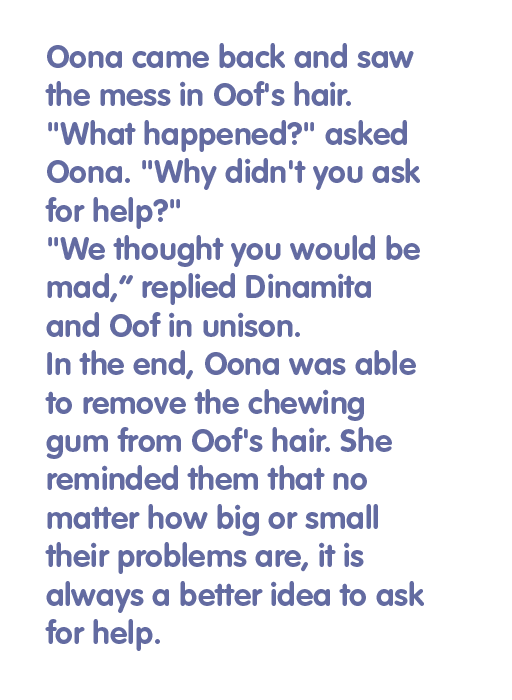 Oona came back and saw
the mess in Oof's hair.
"What happened?" asked
Oona. "Why didn't you ask
for help?"
"We thought you would be
mad,” replied Dinamita
and Oof in unison.
In the end, Oona was able
to remove the chewing
gum from Oof's hair. She
reminded them that no
matter how big or small
their problems are, it is
always a better idea to ask
for help.